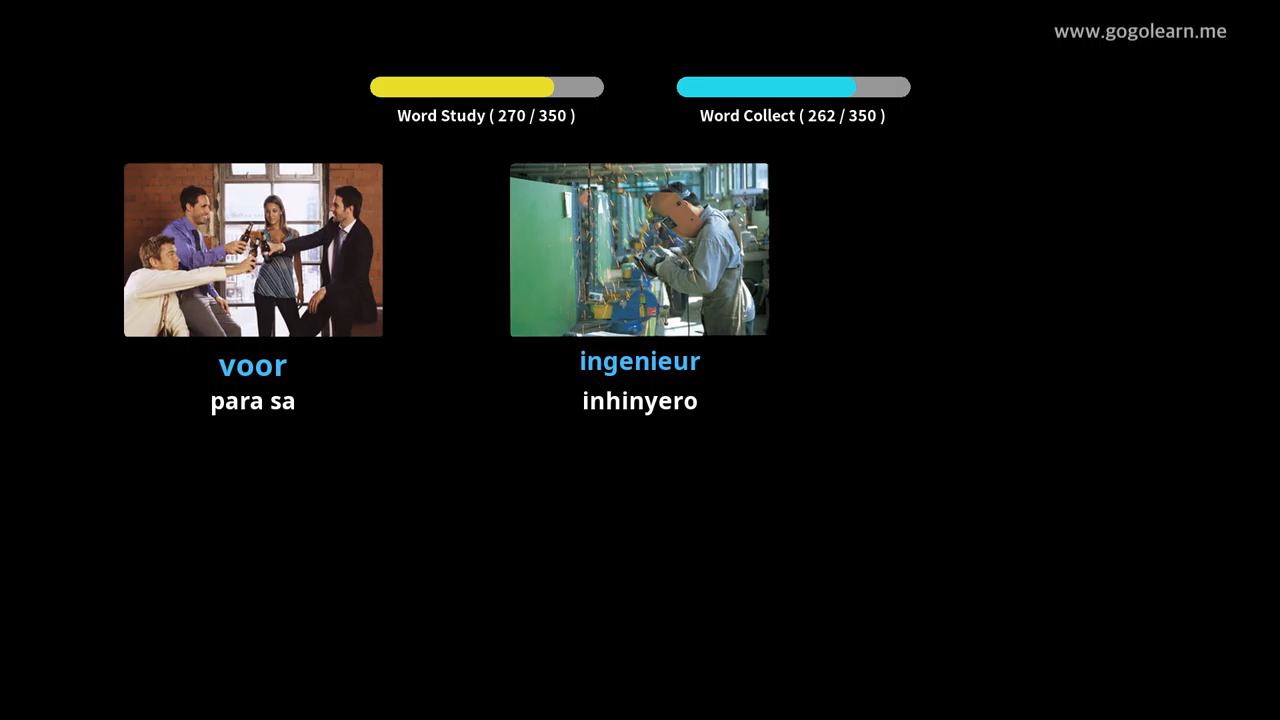 www.gogolearn.me
Word Study ( 270 / 350 )
Word Collect ( 262 / 350 )
voor
para sa
ingenieur
inhinyero